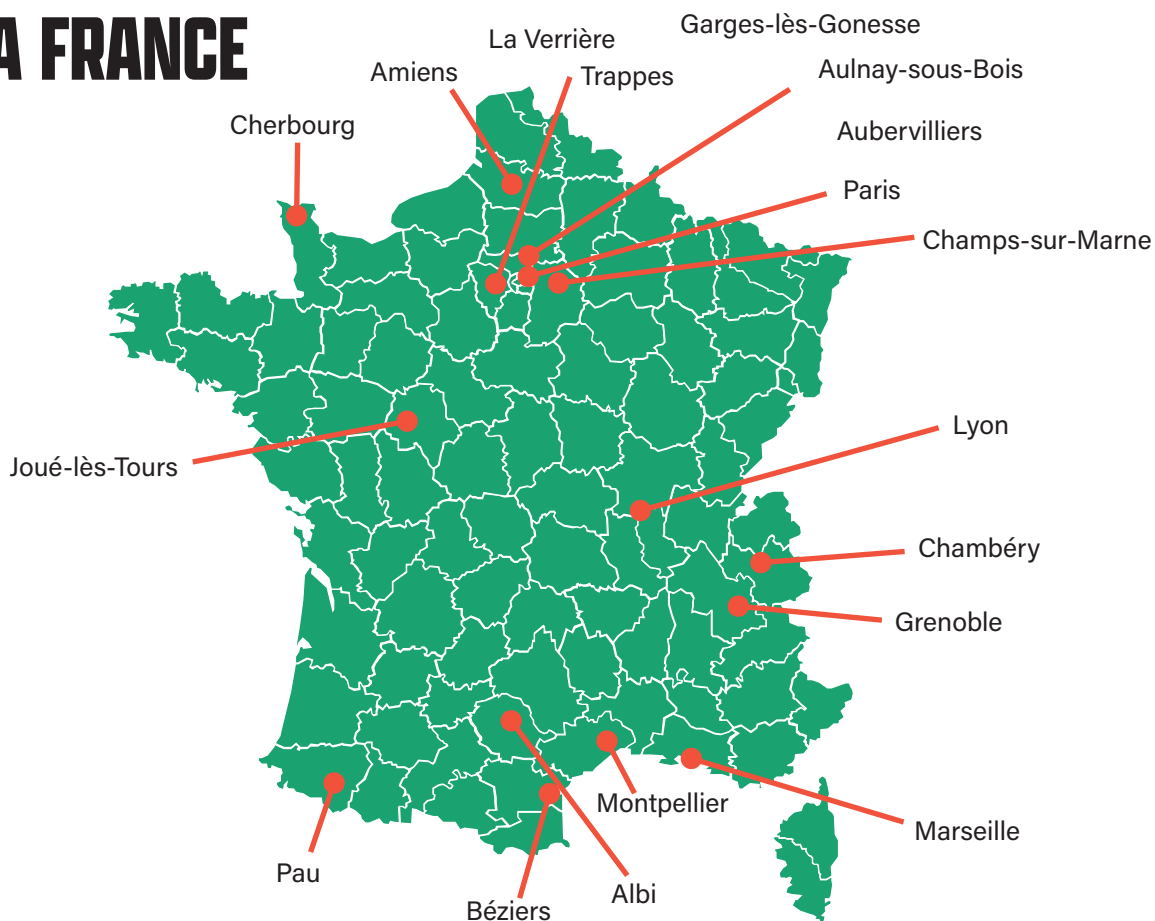 A FRANCE
Garges-lès-Gonesse
La Verrière
Trappes
Amiens
Aulnay-sous-Bois
Cherbourg
Aubervilliers
Paris
Champs-sur-Marne
Lyon
Joué-lès-Tours
Chambéry
Grenoble
Montpellier
Marseille
Pau
Albi
Béziers